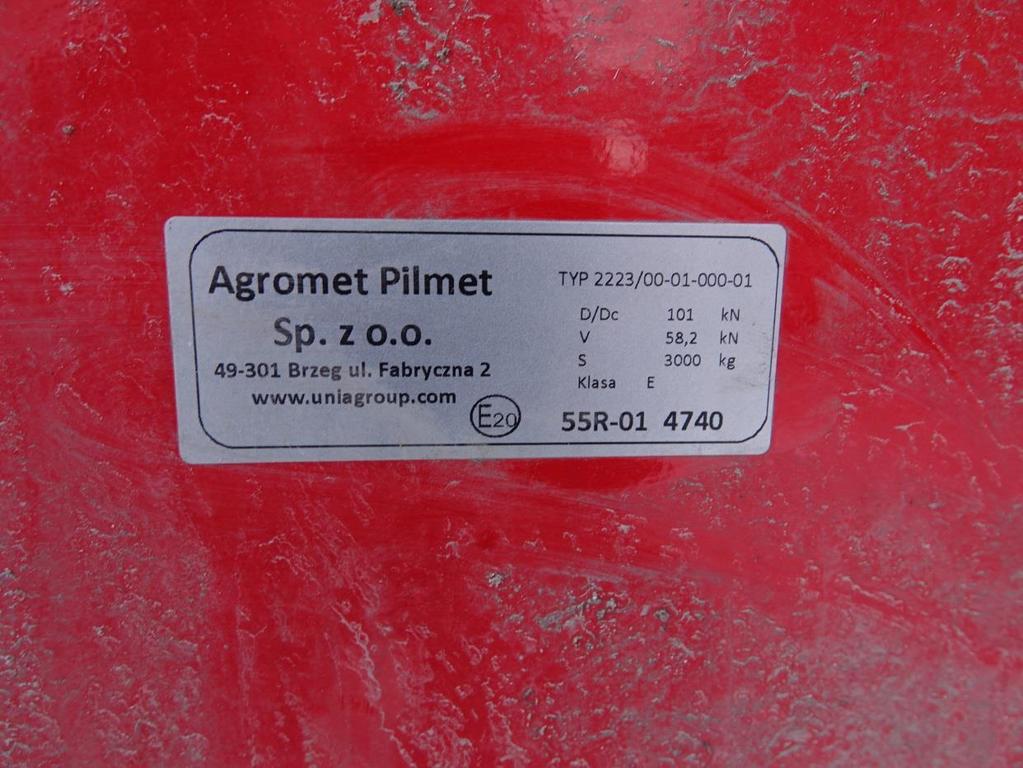 Agromet Pilmet
Sp. z o.o.
49-301 Brzeg ul. Fabryczna 2
www.uniagroup.com
E20
TYP 2223/00-01-000-01
D/Dc 101 kN
V 58,2 kN
S 3000 kg
Klasa E
55R-01 4740